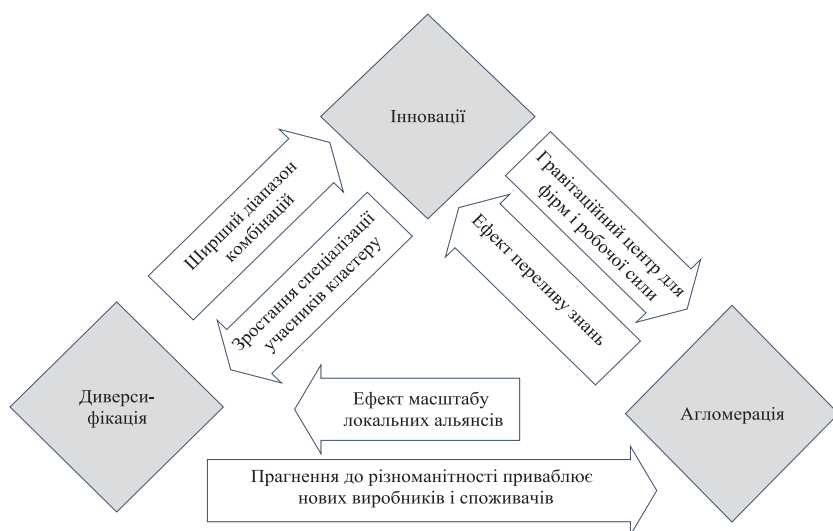 Інновації
Ширший діапазон
комбінацій
Зростання спеціалізації
учасників кластеру
Гравітаційний центр для
фірм і робочої сили
Ефект переливу знань
Диверси-
фікація
Ефект масштабу
локальних альянсів
Агломерація
Прагнення до різноманітності приваблює
нових виробників і споживачів